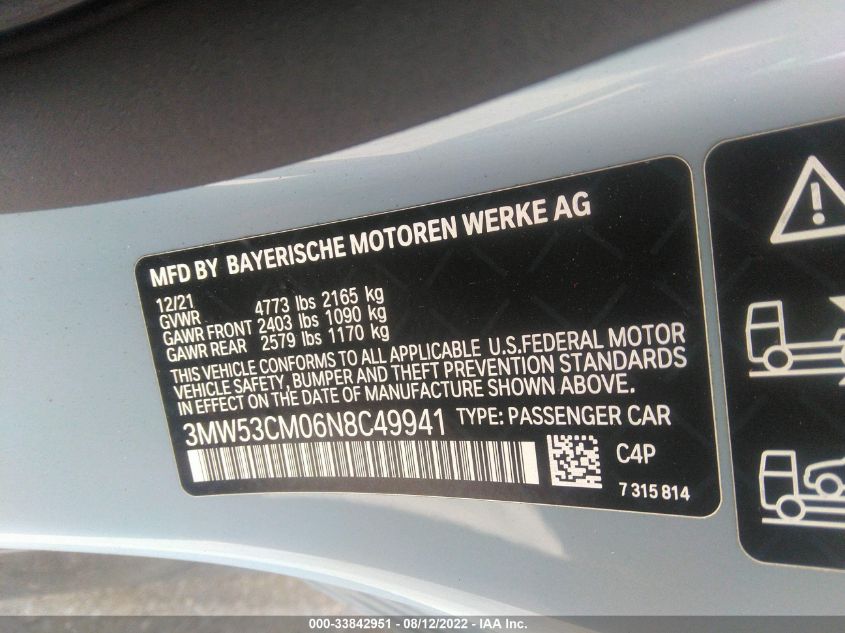 MFD BY BAYERISCHE MOTOREN WERKE AG
12/21
GVWR 4773 lbs 2165 kg
GAWR FRONT 2403 lbs 1090 kg
GAWR REAR 2579 lbs 1170 kg
THIS VEHICLE CONFORMS TO ALL APPLICABLE U.S.FEDERAL MOTOR
VEHICLE SAFETY, BUMPER AND THEFT PREVENTION STANDARDS
IN EFFECT ON THE DATE OF MANUFACTURE SHOWN ABOVE.
3MW53CM06N8C49941 TYPE: PASSENGER CAR
C4P
7 315 814
000-33842951 - 08/12/2022 - IAA Inc.